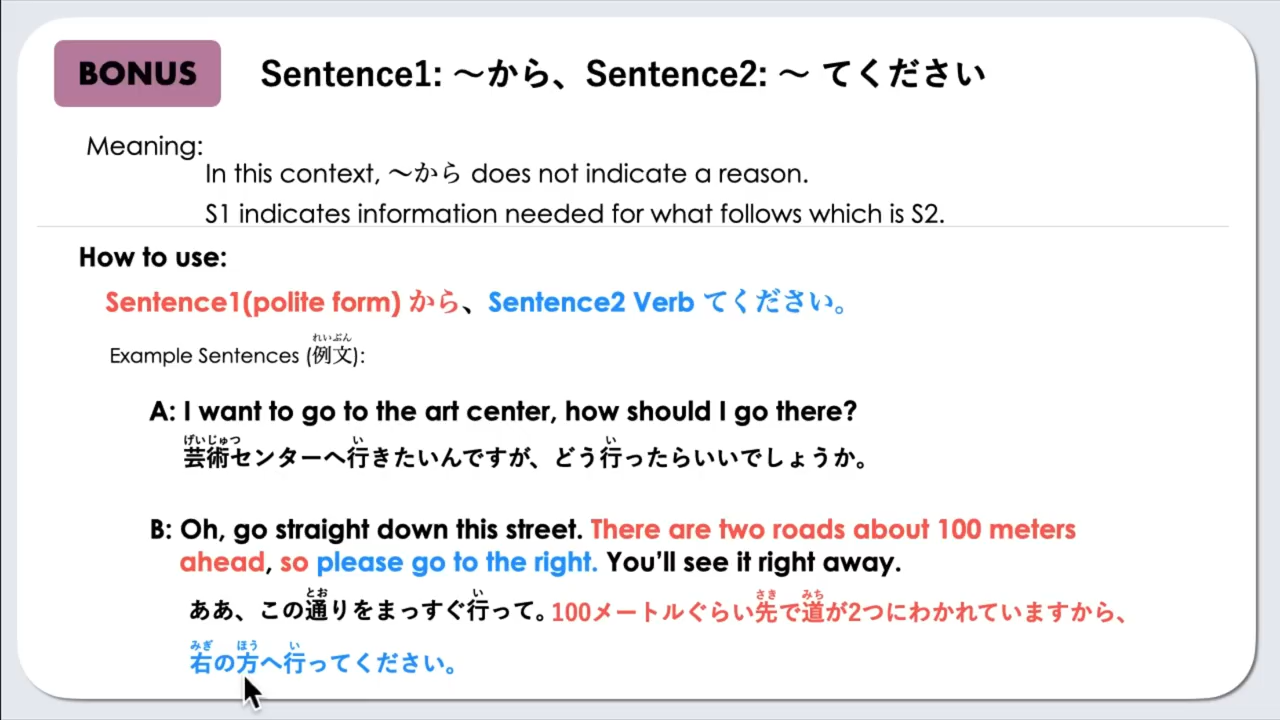 BONUS
Sentence1: ～から、Sentence2: ～ てください
Meaning:
In this context, ～から does not indicate a reason.
S1 indicates information needed for what follows which is S2.
How to use:
Sentence1(polite form) から、Sentence2 Verb てください。
れいぶん
Example Sentences (例文):
A: I want to go to the art center, how should I go there?
げいじゅつ い い
芸術センターへ行きたいんですが、どう行ったらいいでしょうか。
B: Oh, go straight down this street. There are two roads about 100 meters
ahead, so please go to the right. You’ll see it right away.
とお い さき みち
ああ、この通りをまっすぐ行って。100メートルぐらい先で道が2つにわかれていますから、
みぎ ほう い
右の方へ行ってください。